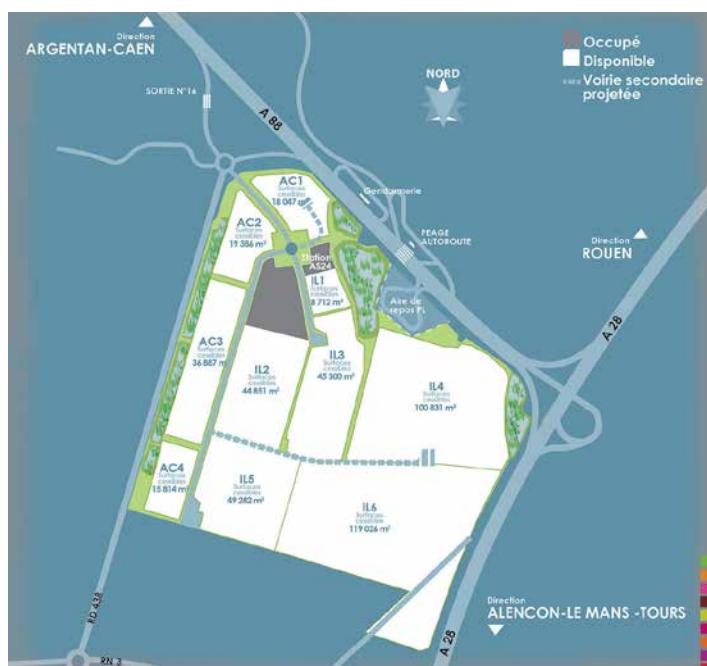 Direction
ARGENTAN-CAEN
SORTIE N°16
A 88
NORD
Occupé
Disponible
Voirie secondaire
projetée
Gendarmerie
PEAGE
AUTOROUTE
Direction
ROUEN
A 28
Aire de
repos PL
AC1
Surfaces
cessibles
18 047 m²
AC2
Surfaces
cessibles
19 386 m²
Station
AS24
IL1
8 712 m²
AC3
Surfaces
cessibles
36 887 m
IL2
Surfaces
cessibles
44 881 m²
IL3
Surfaces
cessibles
45 300 m²
IL4
Surfaces
cessibles
100 831 m²
AC4
Surfaces
cessibles
15 814 m²
IL5
Surfaces
cessibles
49 282 m²
IL6
Surfaces
cessibles
119 026 m²
RD 438
RN 3
A 28
Direction
ALENCON-LE MANS -TOURS